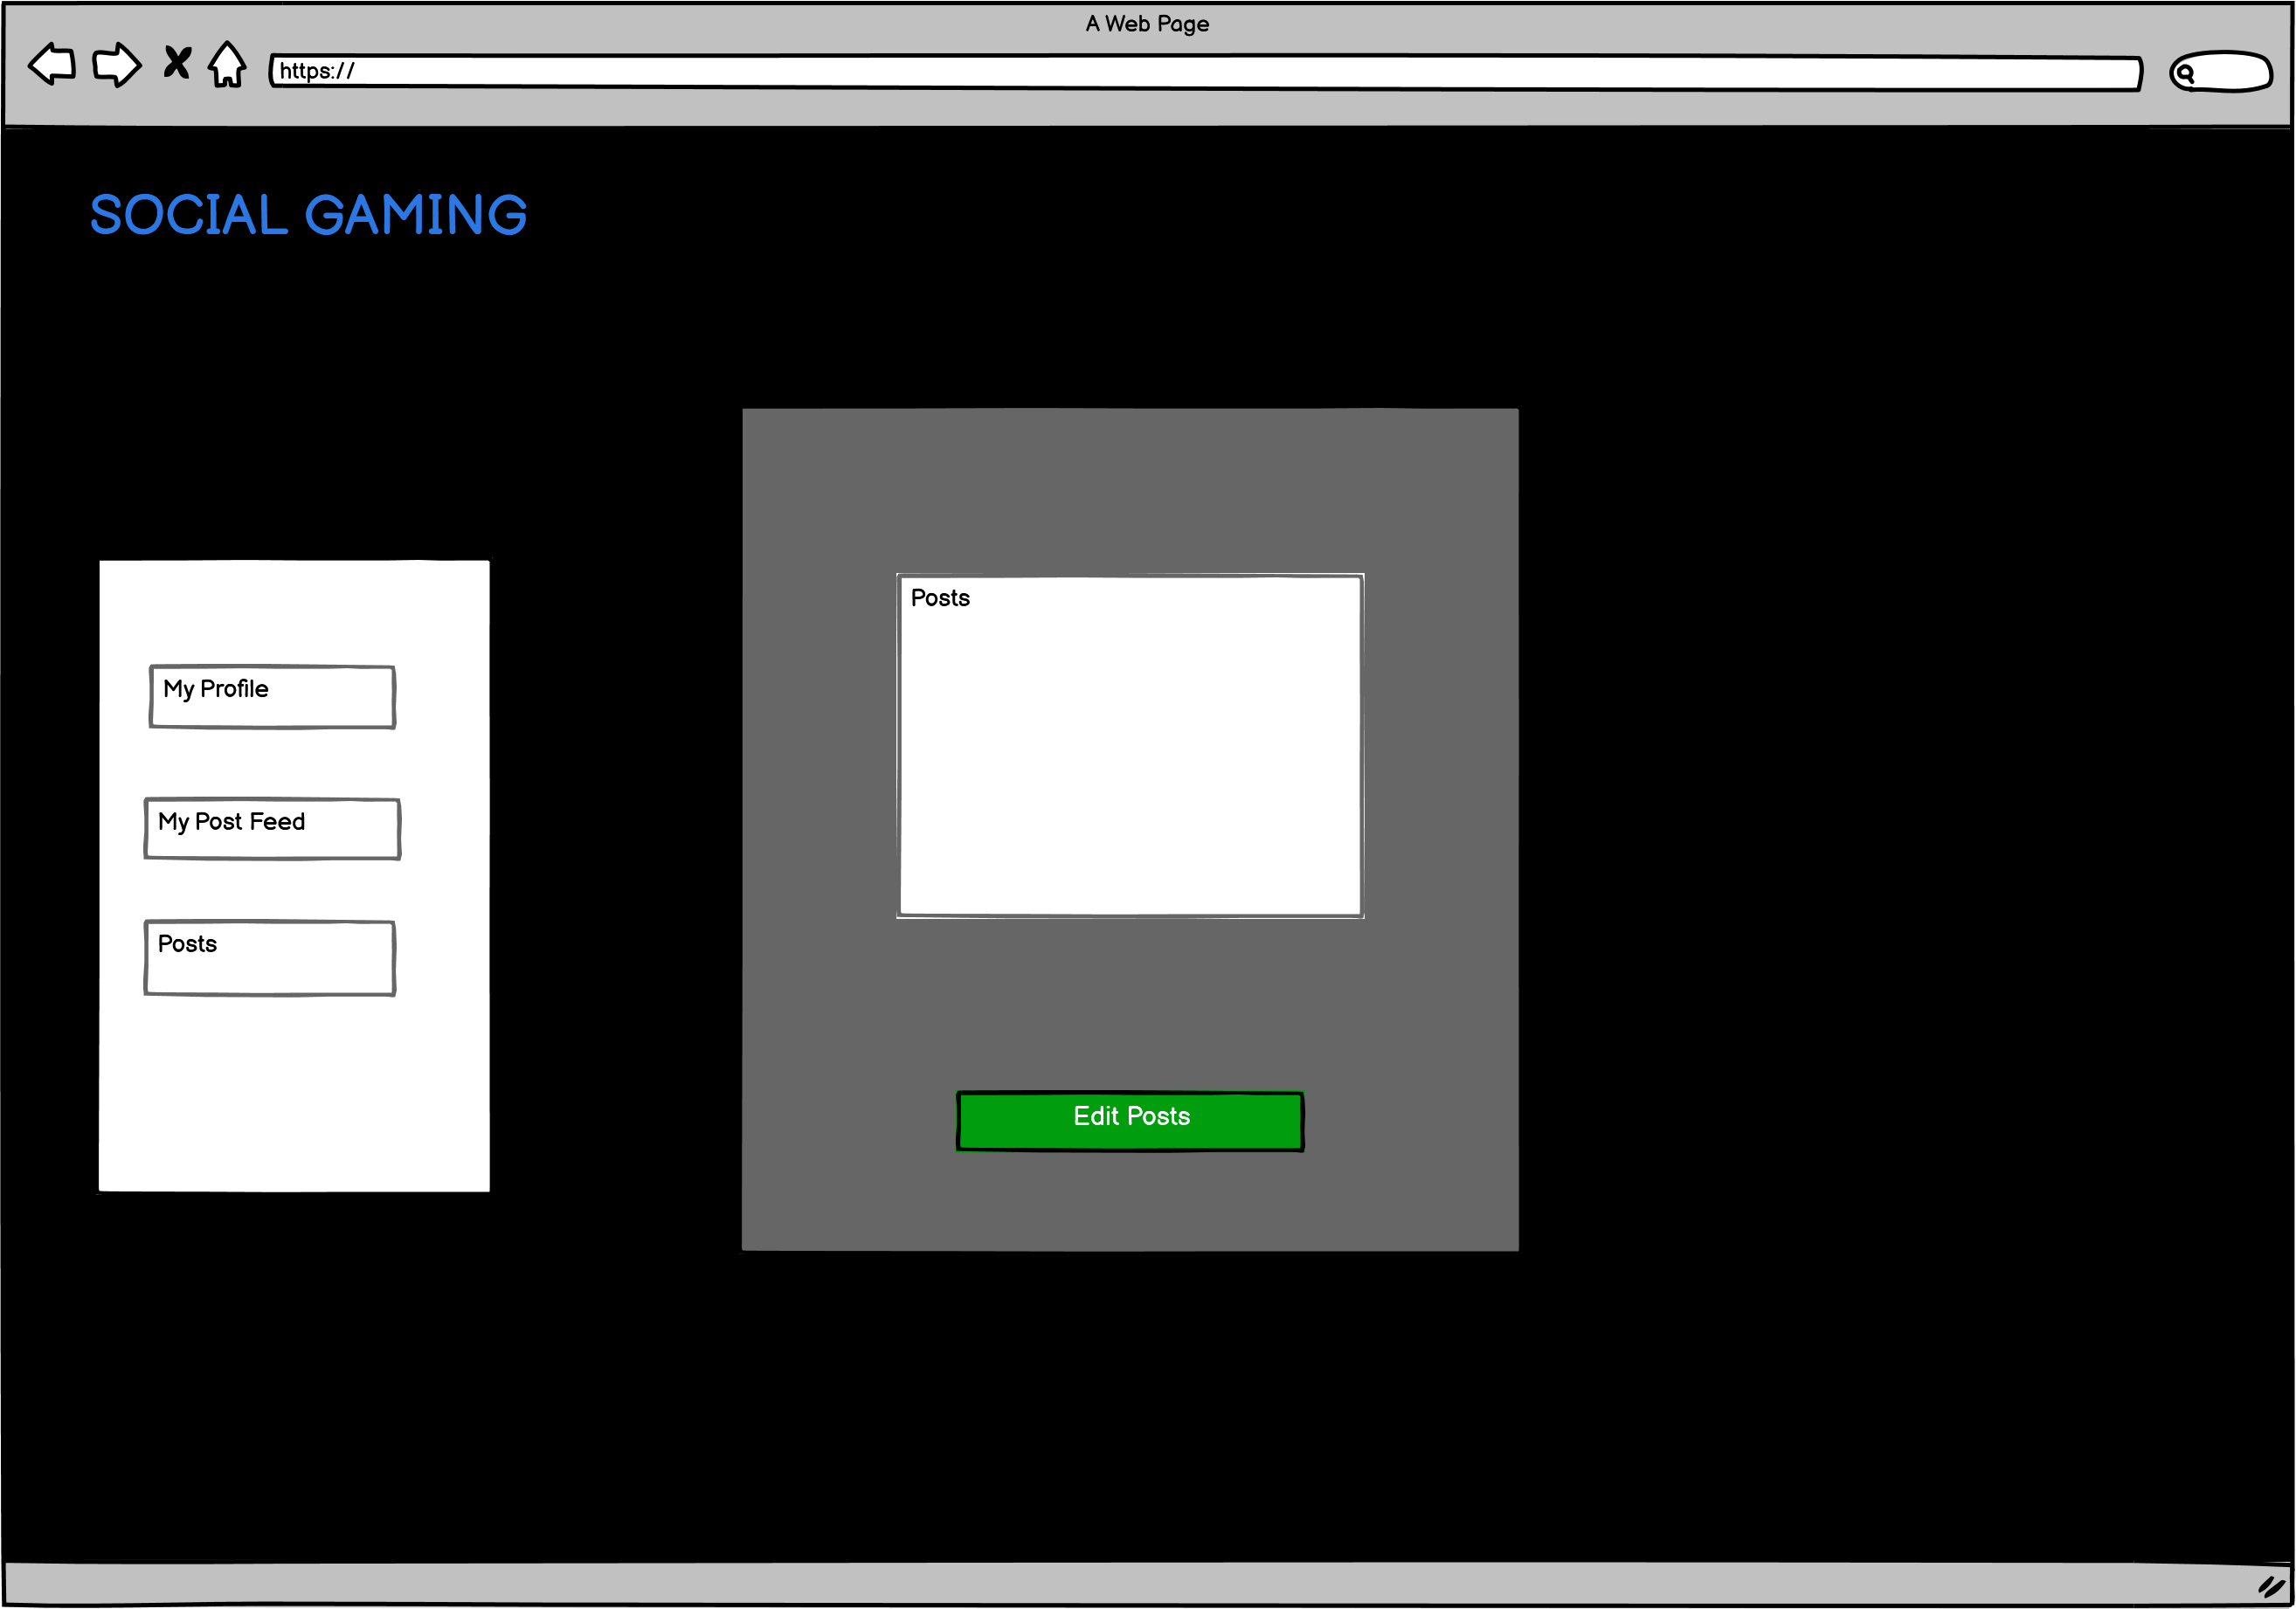 A Web Page
https://
SOCIAL GAMING
My Profile
My Post Feed
Posts
Posts
Edit Posts